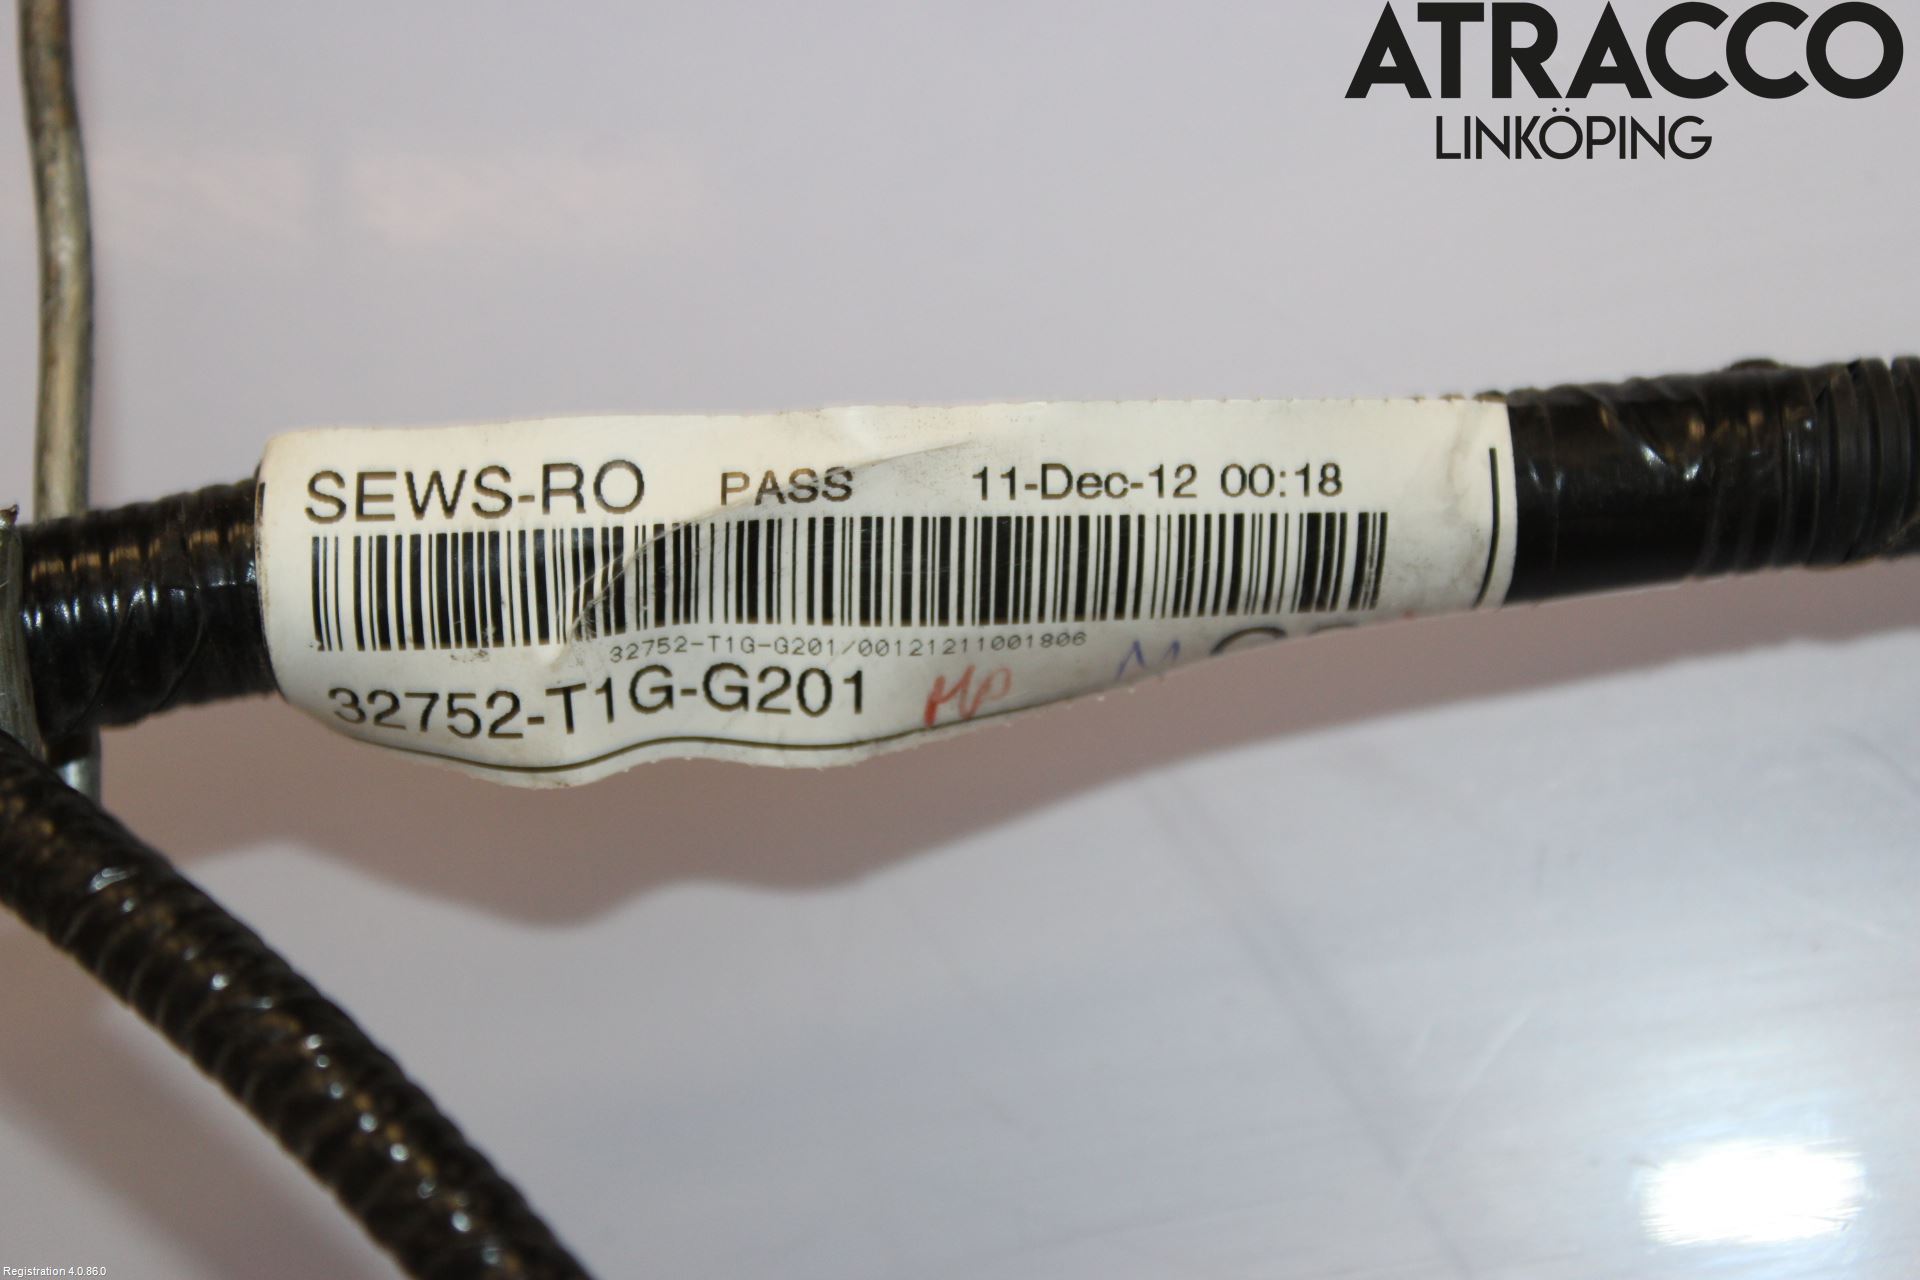 ATRACCO
LINKÖPING
SEWS-RO PASS 11-Dec-12 00:18
32752-T1G-G201/00121211001806
32752-T1G-G201
Registration 4.0.86.0